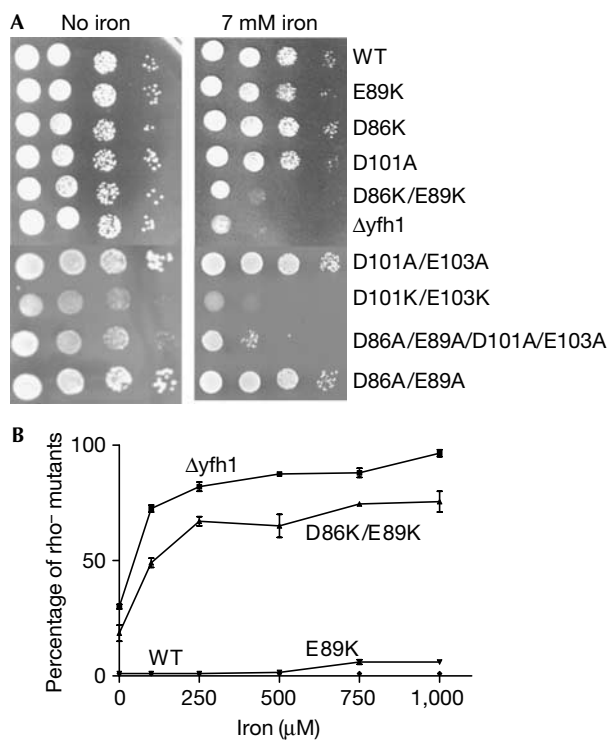 A
No iron
7 mM iron
WT
E89K
D86K
D101A
D86K/E89K
Δyfh1
D101A/E103A
D101K/E103K
D86A/E89A/D101A/E103A
D86A/E89A
B
Percentage of rho⁻ mutants
100
50
0
Δyfh1
D86K/E89K
WT
E89K
0
250
500
750
1,000
Iron (μM)